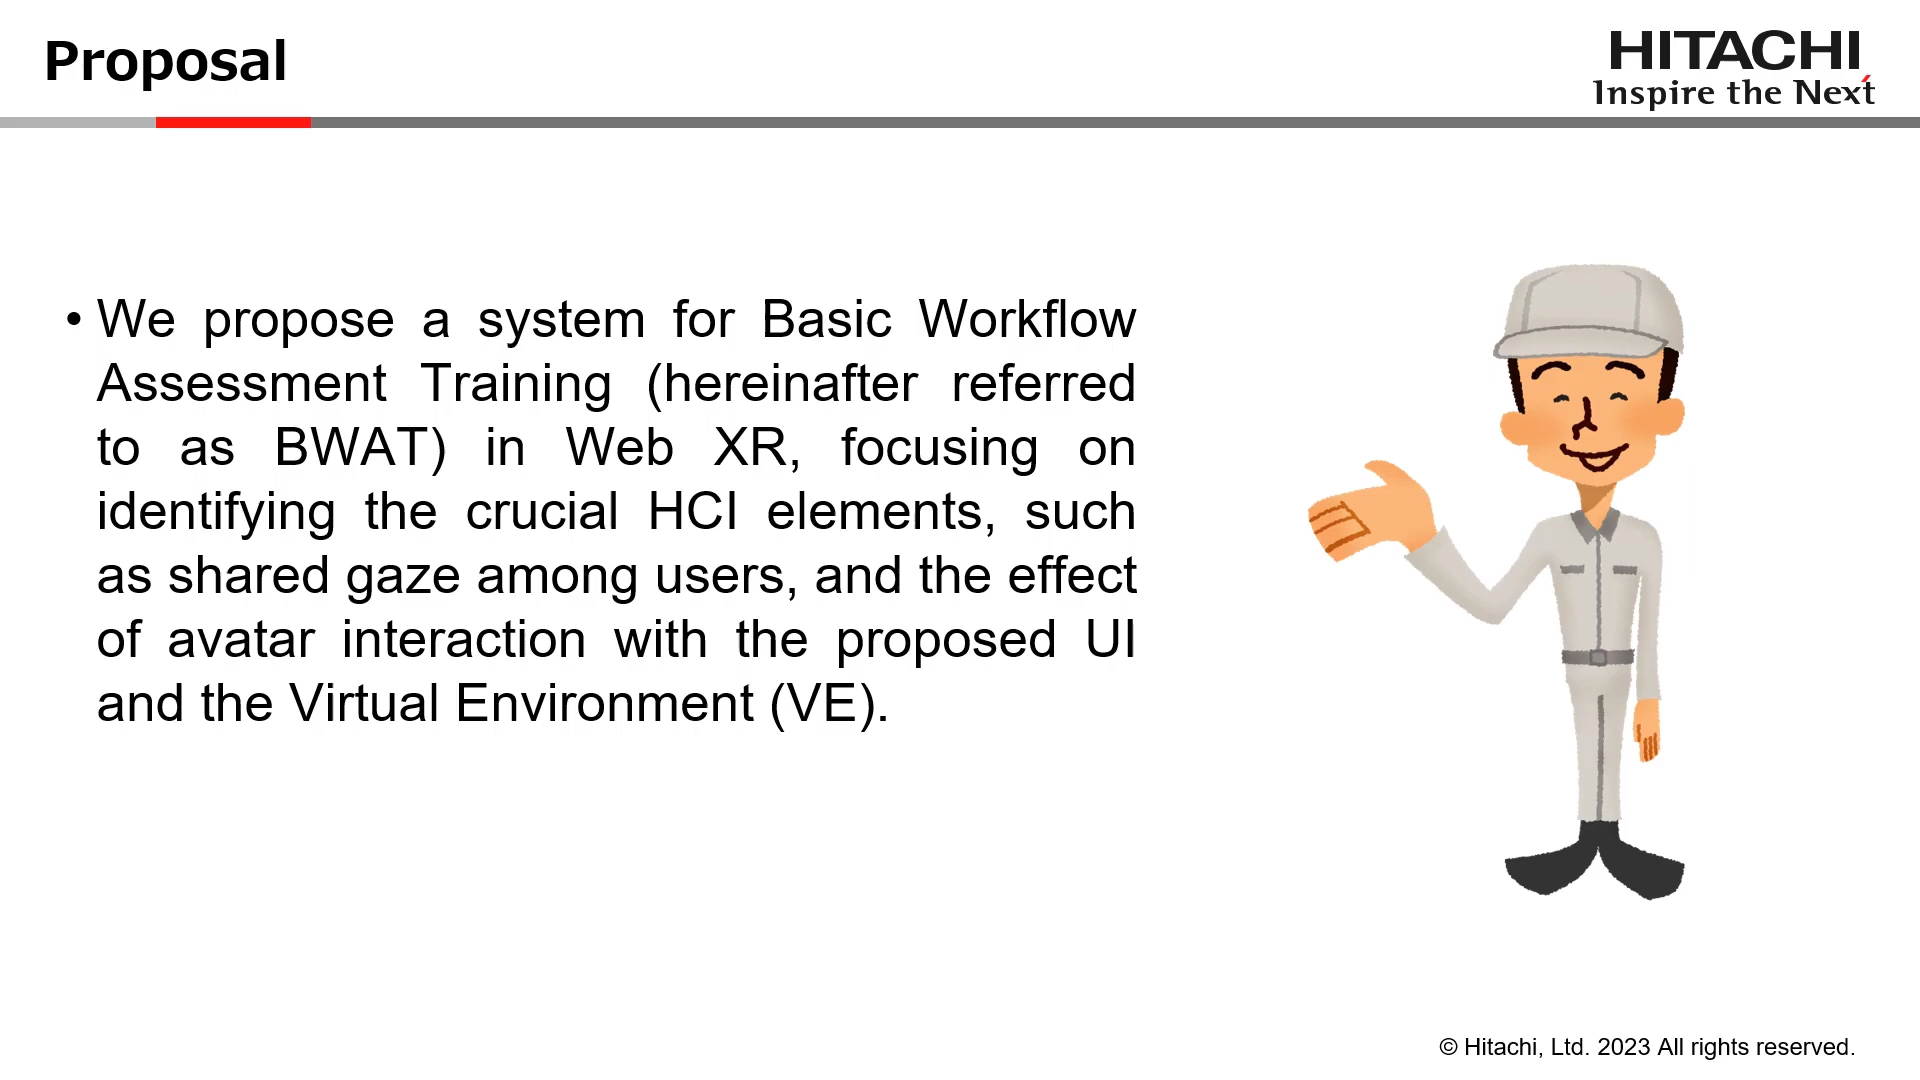 Proposal
HITACHI
Inspire the Next
• We propose a system for Basic Workflow
Assessment Training (hereinafter referred
to as BWAT) in Web XR, focusing on
identifying the crucial HCI elements, such
as shared gaze among users, and the effect
of avatar interaction with the proposed UI
and the Virtual Environment (VE).
© Hitachi, Ltd. 2023 All rights reserved.